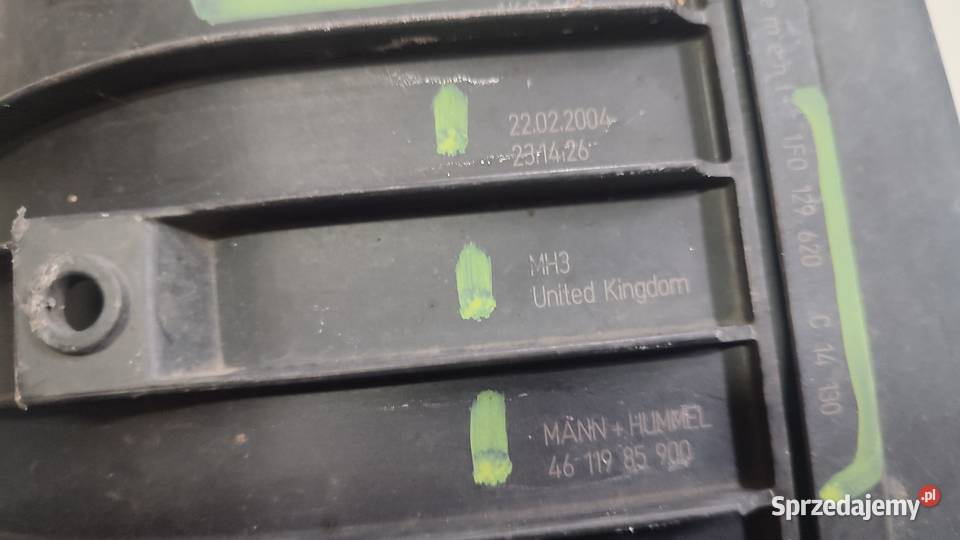 22.02.2004
23:14:26
MH3
United Kingdom
MANN + HUMMEL
46 119 85 900
1F0 129 620 C 14 130
Sprzedajemy.pl